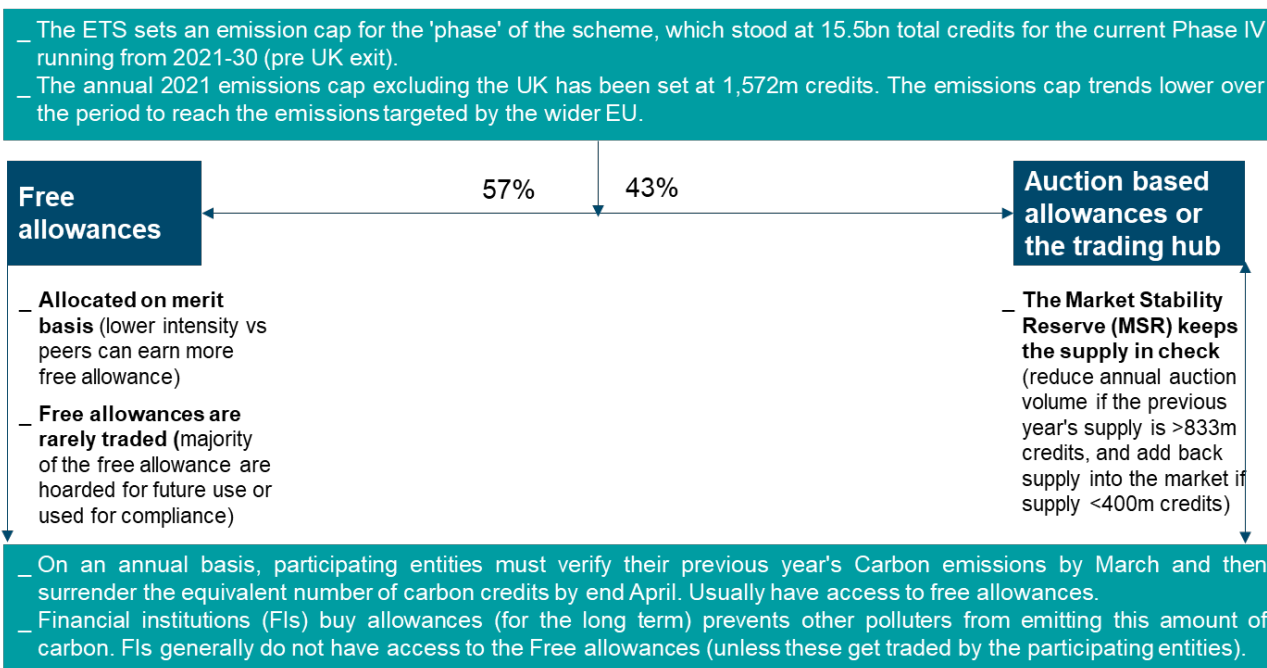 _ The ETS sets an emission cap for the 'phase' of the scheme, which stood at 15.5bn total credits for the current Phase IV
running from 2021-30 (pre UK exit).
_ The annual 2021 emissions cap excluding the UK has been set at 1,572m credits. The emissions cap trends lower over
the period to reach the emissions targeted by the wider EU.
57%
43%
Free
allowances
Auction based
allowances or
the trading hub
_ Allocated on merit
basis (lower intensity vs
peers can earn more
free allowance)
_ Free allowances are
rarely traded (majority
of the free allowance are
hoarded for future use or
used for compliance)
_ The Market Stability
Reserve (MSR) keeps
the supply in check
(reduce annual auction
volume if the previous
year's supply is >833m
credits, and add back
supply into the market if
supply <400m credits)
_ On an annual basis, participating entities must verify their previous year's Carbon emissions by March and then
surrender the equivalent number of carbon credits by end April. Usually have access to free allowances.
_ Financial institutions (FIs) buy allowances (for the long term) prevents other polluters from emitting this amount of
carbon. FIs generally do not have access to the Free allowances (unless these get traded by the participating entities).